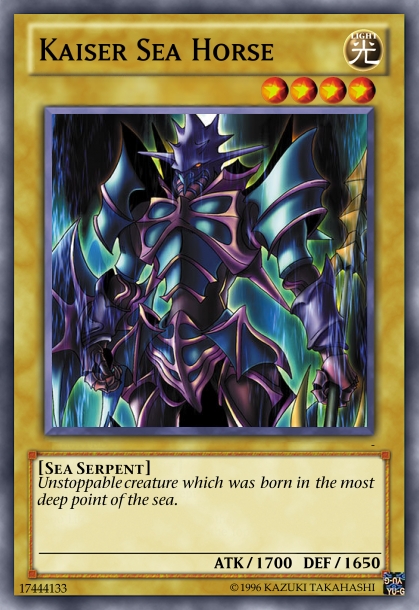 Kaiser Sea Horse
LIGHT
光
[Sea Serpent]
Unstoppable creature which was born in the most
deep point of the sea.
ATK / 1700 DEF / 1650
17444133
©1996 KAZUKI TAKAHASHI